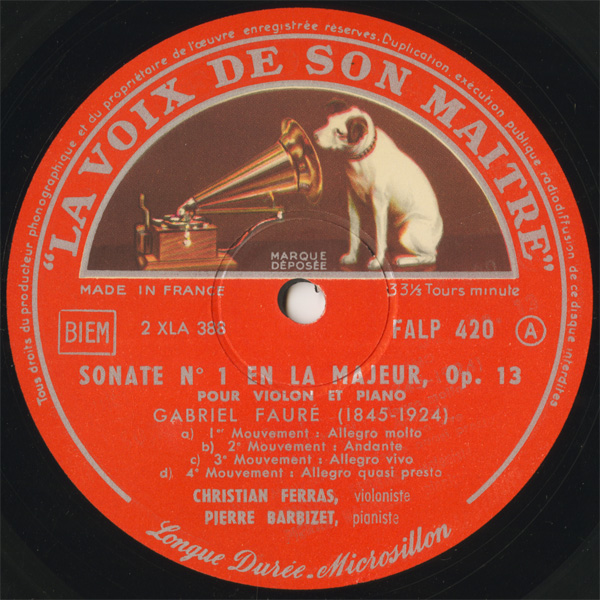 Tous droits du producteur phonographique et du propriétaire de l'œuvre enregistrée réservés. Duplication, exécution publique radiodiffusion de ce disque interdites
"LA VOIX DE SON MAITRE"
MARQUE
DÉPOSÉE
MADE IN FRANCE
33⅓ Tours minute
BIEM
2 XLA 388
FALP 420
A
SONATE N° 1 EN LA MAJEUR, Op. 13
POUR VIOLON ET PIANO
GABRIEL FAURÉ (1845-1924)
a) 1er Mouvement : Allegro molto
b) 2e Mouvement : Andante
c) 3e Mouvement : Allegro vivo
d) 4e Mouvement : Allegro quasi presto
CHRISTIAN FERRAS, violoniste
PIERRE BARBIZET, pianiste
Longue Durée-Microsillon